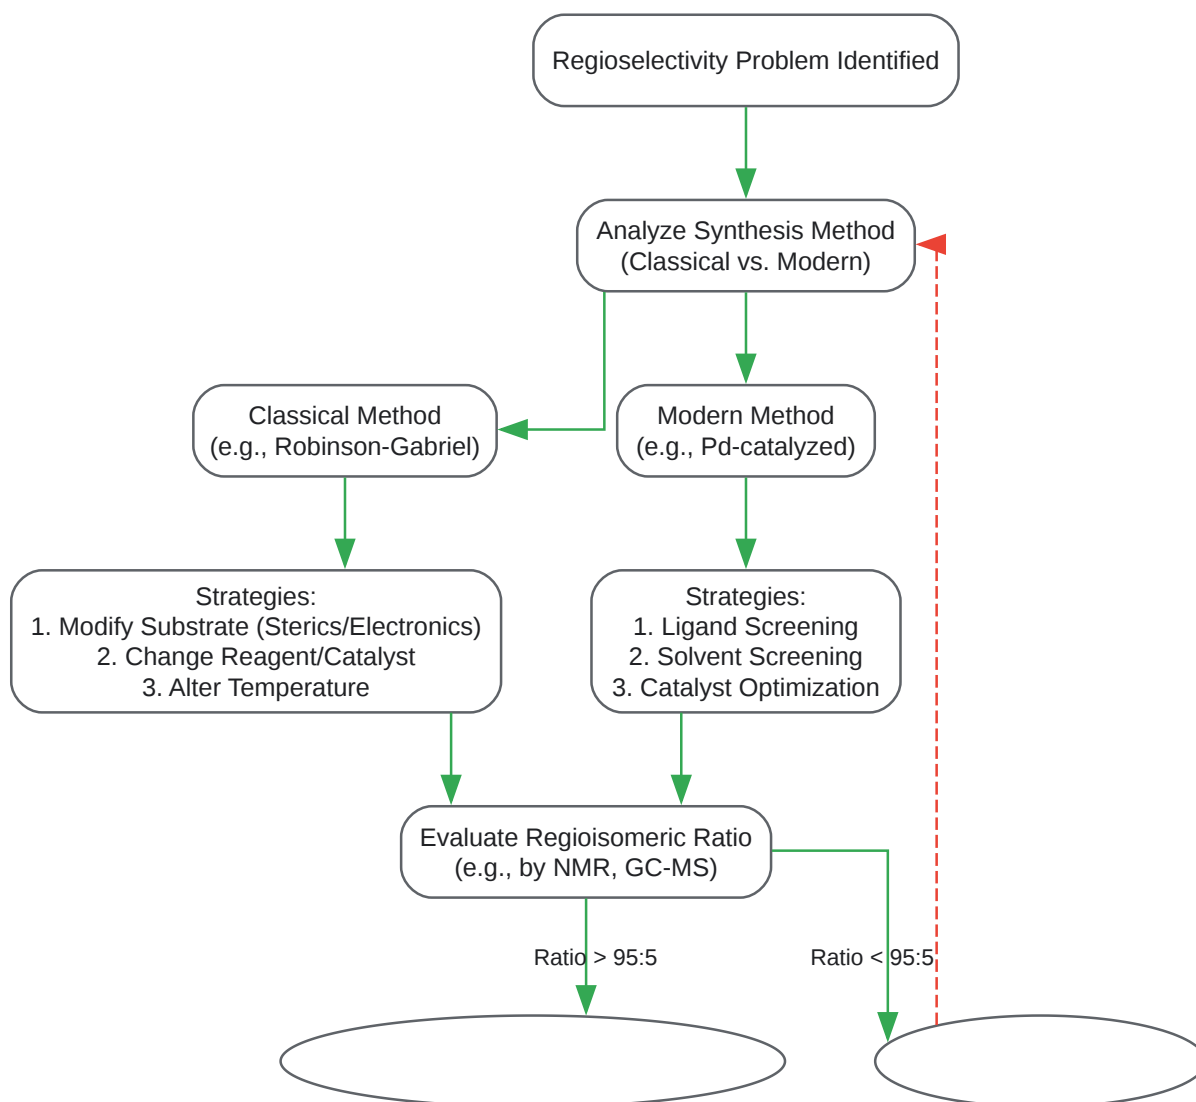 Regioselectivity Problem Identified
Analyze Synthesis Method
(Classical vs. Modern)
Classical Method
(e.g., Robinson-Gabriel)
Modern Method
(e.g., Pd-catalyzed)
Strategies:
1. Modify Substrate (Sterics/Electronics)
2. Change Reagent/Catalyst
3. Alter Temperature
Strategies:
1. Ligand Screening
2. Solvent Screening
3. Catalyst Optimization
Evaluate Regioisomeric Ratio
(e.g., by NMR, GC-MS)
Ratio > 95:5
Ratio < 95:5